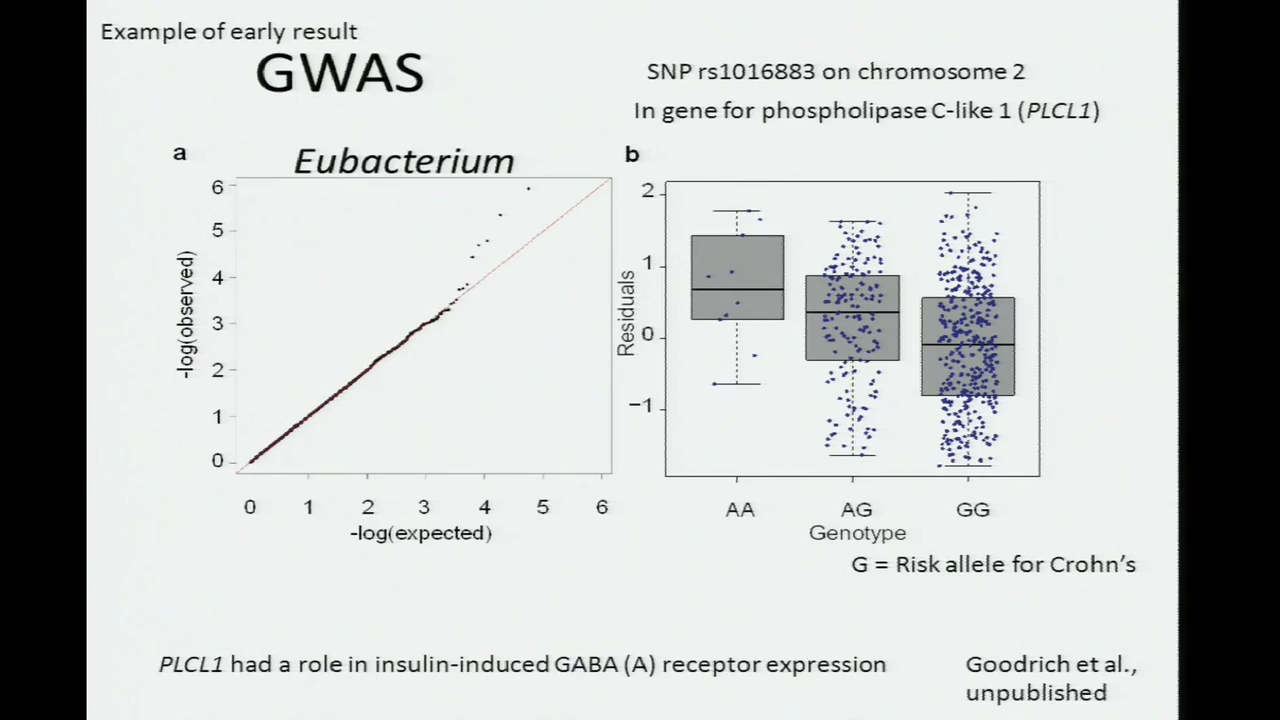 Example of early result
GWAS
SNP rs1016883 on chromosome 2
In gene for phospholipase C-like 1 (PLCL1)
a
Eubacterium
b
6
5
4
3
2
1
0
-log(observed)
0 1 2 3 4 5 6
-log(expected)
2
1
0
−1
Residuals
AA AG GG
Genotype
G = Risk allele for Crohn's
PLCL1 had a role in insulin-induced GABA (A) receptor expression
Goodrich et al.,
unpublished